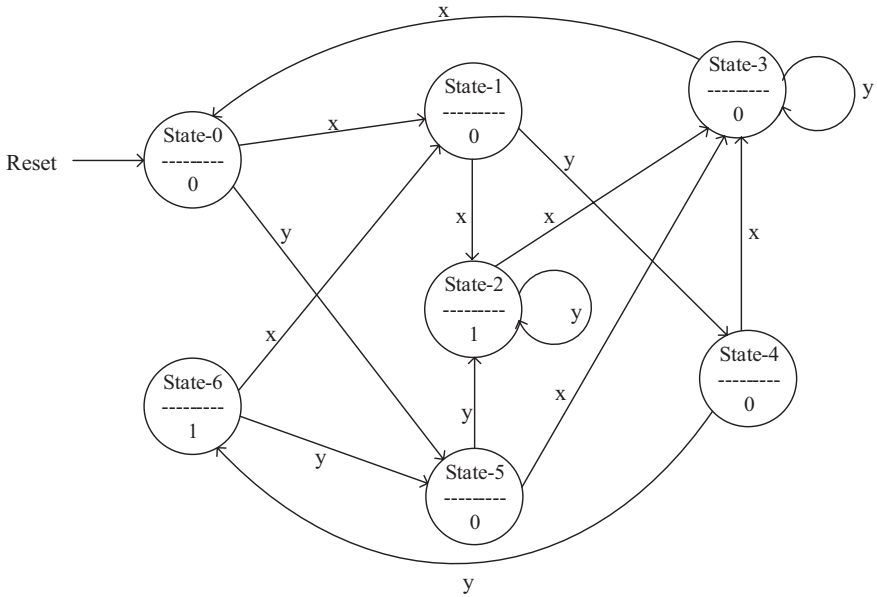 x
State-3
---------
0
y
State-1
---------
0
State-0
---------
0
x
Reset
y
x
x
y
x
State-2
---------
1
y
x
State-4
---------
0
State-6
---------
1
x
y
y
State-5
---------
0
y